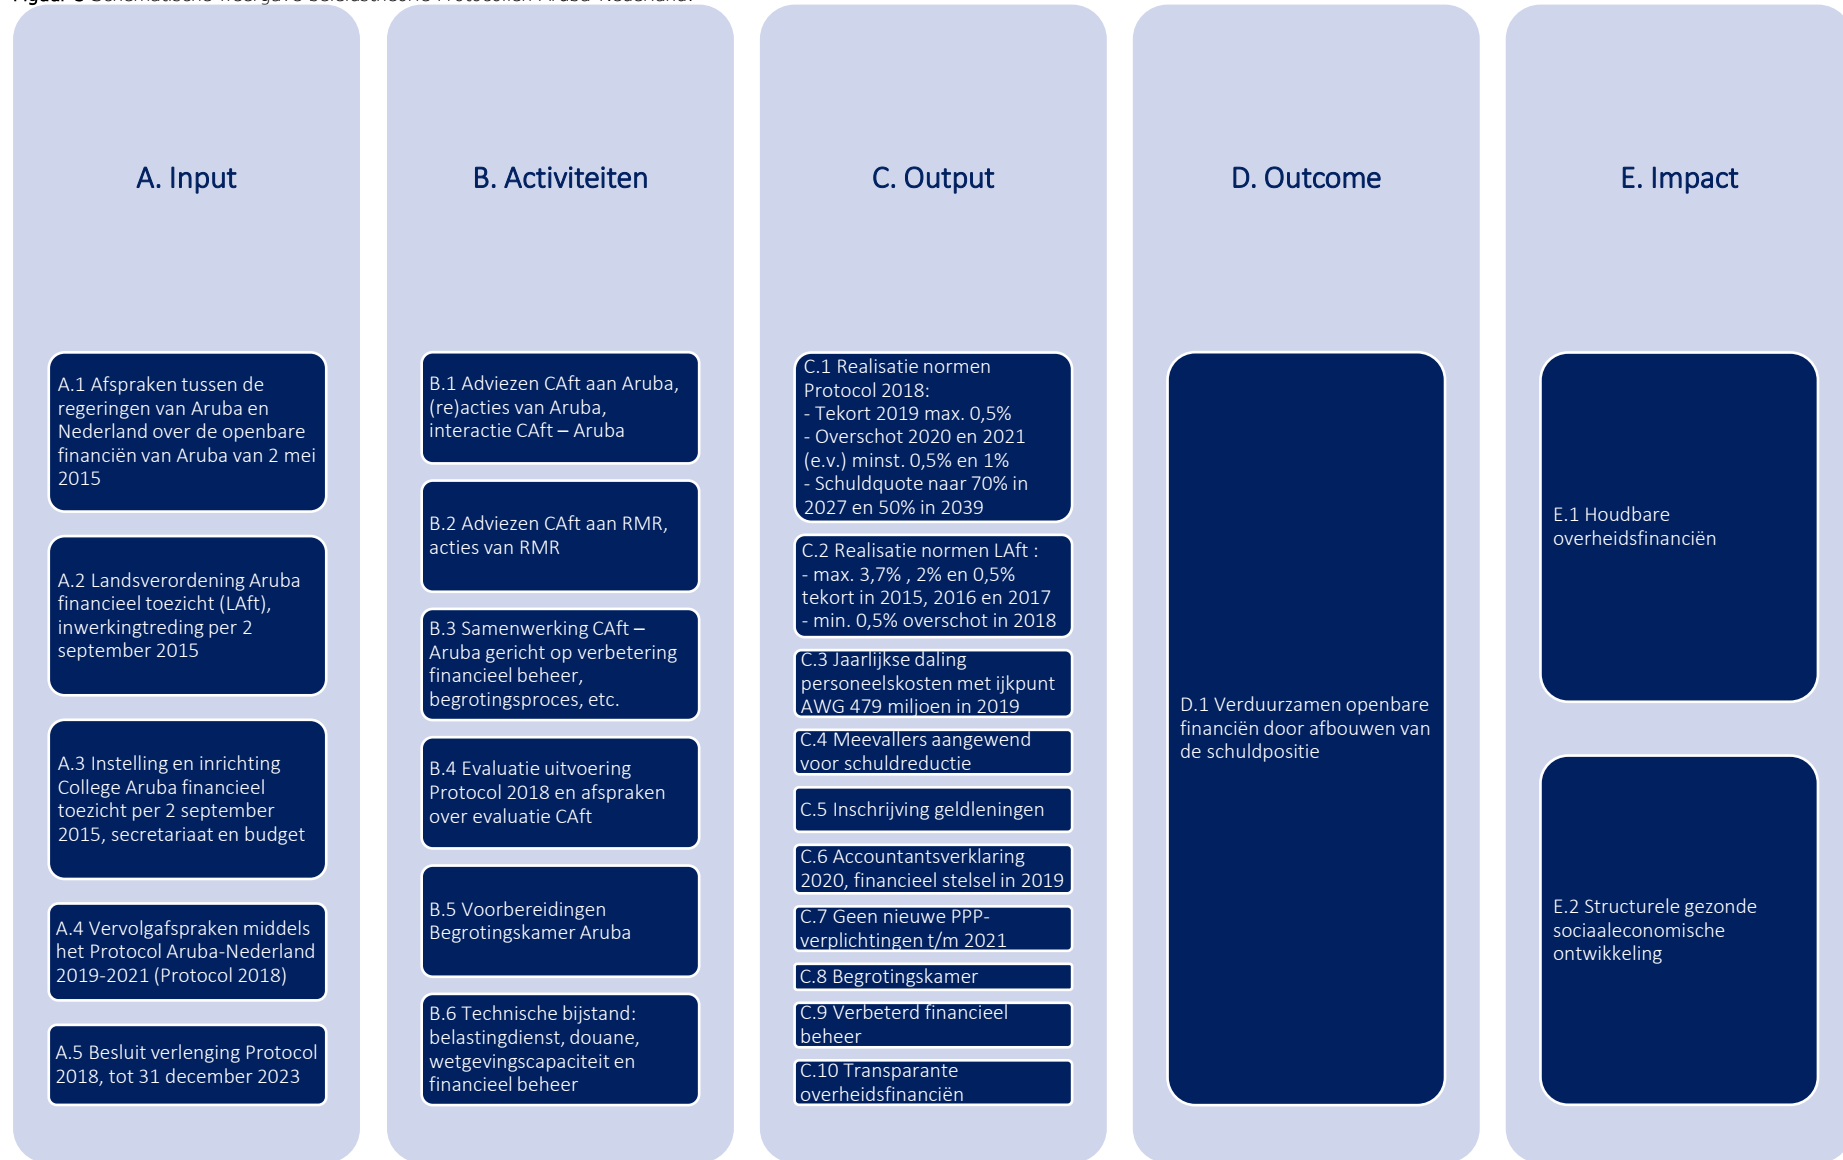 A. Input
A.1 Afspraken tussen de
regeringen van Aruba en
Nederland over de openbare
financiën van Aruba van 2 mei
2015
A.2 Landsverordening Aruba
financieel toezicht (LAft),
inwerkingtreding per 2
september 2015
A.3 Instelling en inrichting
College Aruba financieel
toezicht per 2 september
2015, secretariaat en budget
A.4 Vervolgafspraken middels
het Protocol Aruba-Nederland
2019-2021 (Protocol 2018)
A.5 Besluit verlenging Protocol
2018, tot 31 december 2023
B. Activiteiten
B.1 Adviezen CAft aan Aruba,
(re)acties van Aruba,
interactie CAft – Aruba
B.2 Adviezen CAft aan RMR,
acties van RMR
B.3 Samenwerking CAft –
Aruba gericht op verbetering
financieel beheer,
begrotingsproces, etc.
B.4 Evaluatie uitvoering
Protocol 2018 en afspraken
over evaluatie CAft
B.5 Voorbereidingen
Begrotingskamer Aruba
B.6 Technische bijstand:
belastingdienst, douane,
wetgevingscapaciteit en
financieel beheer
C. Output
C.1 Realisatie normen
Protocol 2018:
- Tekort 2019 max. 0,5%
- Overschot 2020 en 2021
(e.v.) minst. 0,5% en 1%
- Schuldquote naar 70% in
2027 en 50% in 2039
C.2 Realisatie normen LAft :
- max. 3,7% , 2% en 0,5%
tekort in 2015, 2016 en 2017
- min. 0,5% overschot in 2018
C.3 Jaarlijkse daling
personeelskosten met ijkpunt
AWG 479 miljoen in 2019
C.4 Meevallers aangewend
voor schuldreductie
C.5 Inschrijving geldleningen
C.6 Accountantsverklaring
2020, financieel stelsel in 2019
C.7 Geen nieuwe PPP-
verplichtingen t/m 2021
C.8 Begrotingskamer
C.9 Verbeterd financieel
beheer
C.10 Transparante
overheidsfinanciën
D. Outcome
D.1 Verduurzamen openbare
financiën door afbouwen van
de schuldpositie
E. Impact
E.1 Houdbare
overheidsfinanciën
E.2 Structurele gezonde
sociaaleconomische
ontwikkeling